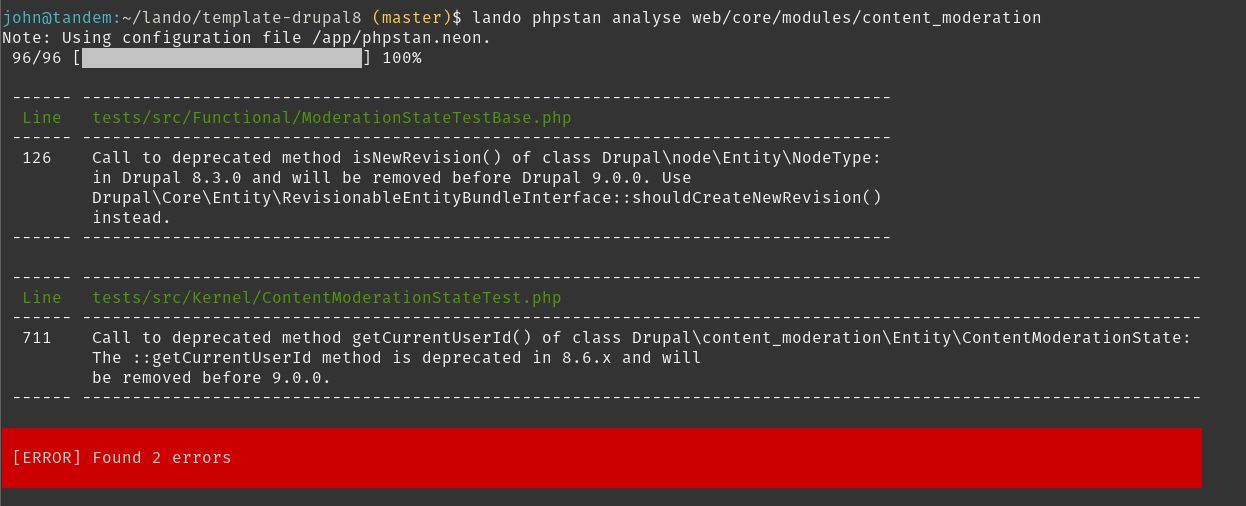 john@tandem:~/lando/template-drupal8 (master)$ lando phpstan analyse web/core/modules/content_moderation
Note: Using configuration file /app/phpstan.neon.
 96/96 [                            ] 100%
 ------ ---------------------------------------------------------------------------------
  Line   tests/src/Functional/ModerationStateTestBase.php
 ------ ---------------------------------------------------------------------------------
  126    Call to deprecated method isNewRevision() of class Drupal\node\Entity\NodeType:
         in Drupal 8.3.0 and will be removed before Drupal 9.0.0. Use
         Drupal\Core\Entity\RevisionableEntityBundleInterface::shouldCreateNewRevision()
         instead.
 ------ ---------------------------------------------------------------------------------
 ------ ----------------------------------------------------------------------------------------------------------------
  Line   tests/src/Kernel/ContentModerationStateTest.php
 ------ ----------------------------------------------------------------------------------------------------------------
  711    Call to deprecated method getCurrentUserId() of class Drupal\content_moderation\Entity\ContentModerationState:
         The ::getCurrentUserId method is deprecated in 8.6.x and will
         be removed before 9.0.0.
 ------ ----------------------------------------------------------------------------------------------------------------
 [ERROR] Found 2 errors